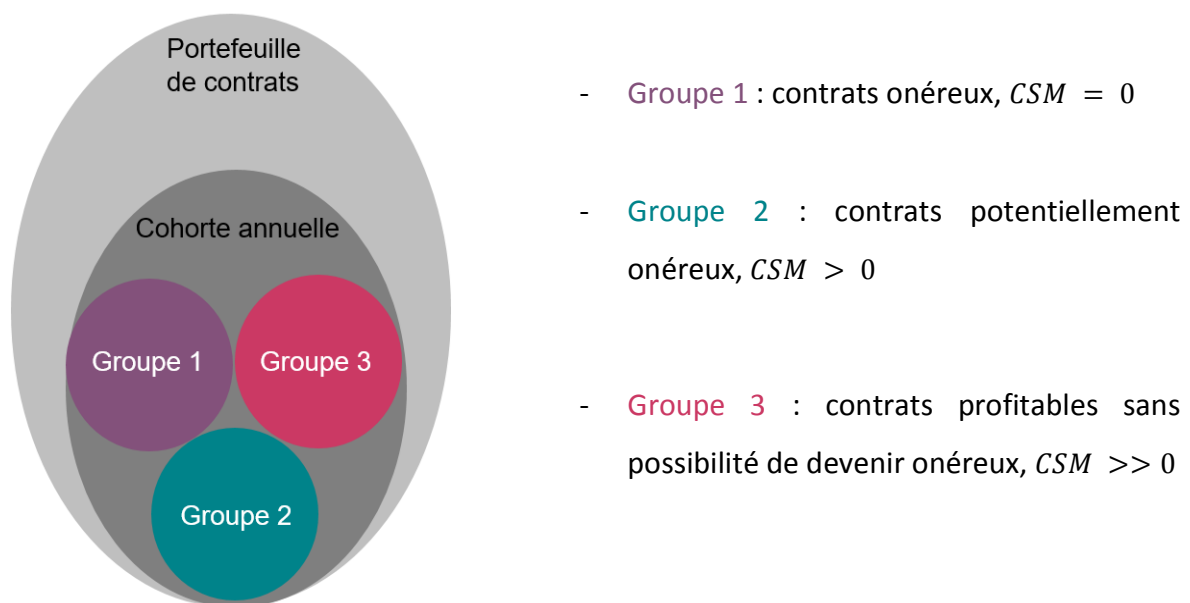 Portefeuille
de contrats
Cohorte annuelle
Groupe 1
Groupe 3
Groupe 2
- Groupe 1 : contrats onéreux, CSM = 0
- Groupe 2 : contrats potentiellement
onéreux, CSM > 0
- Groupe 3 : contrats profitables sans
possibilité de devenir onéreux, CSM >> 0